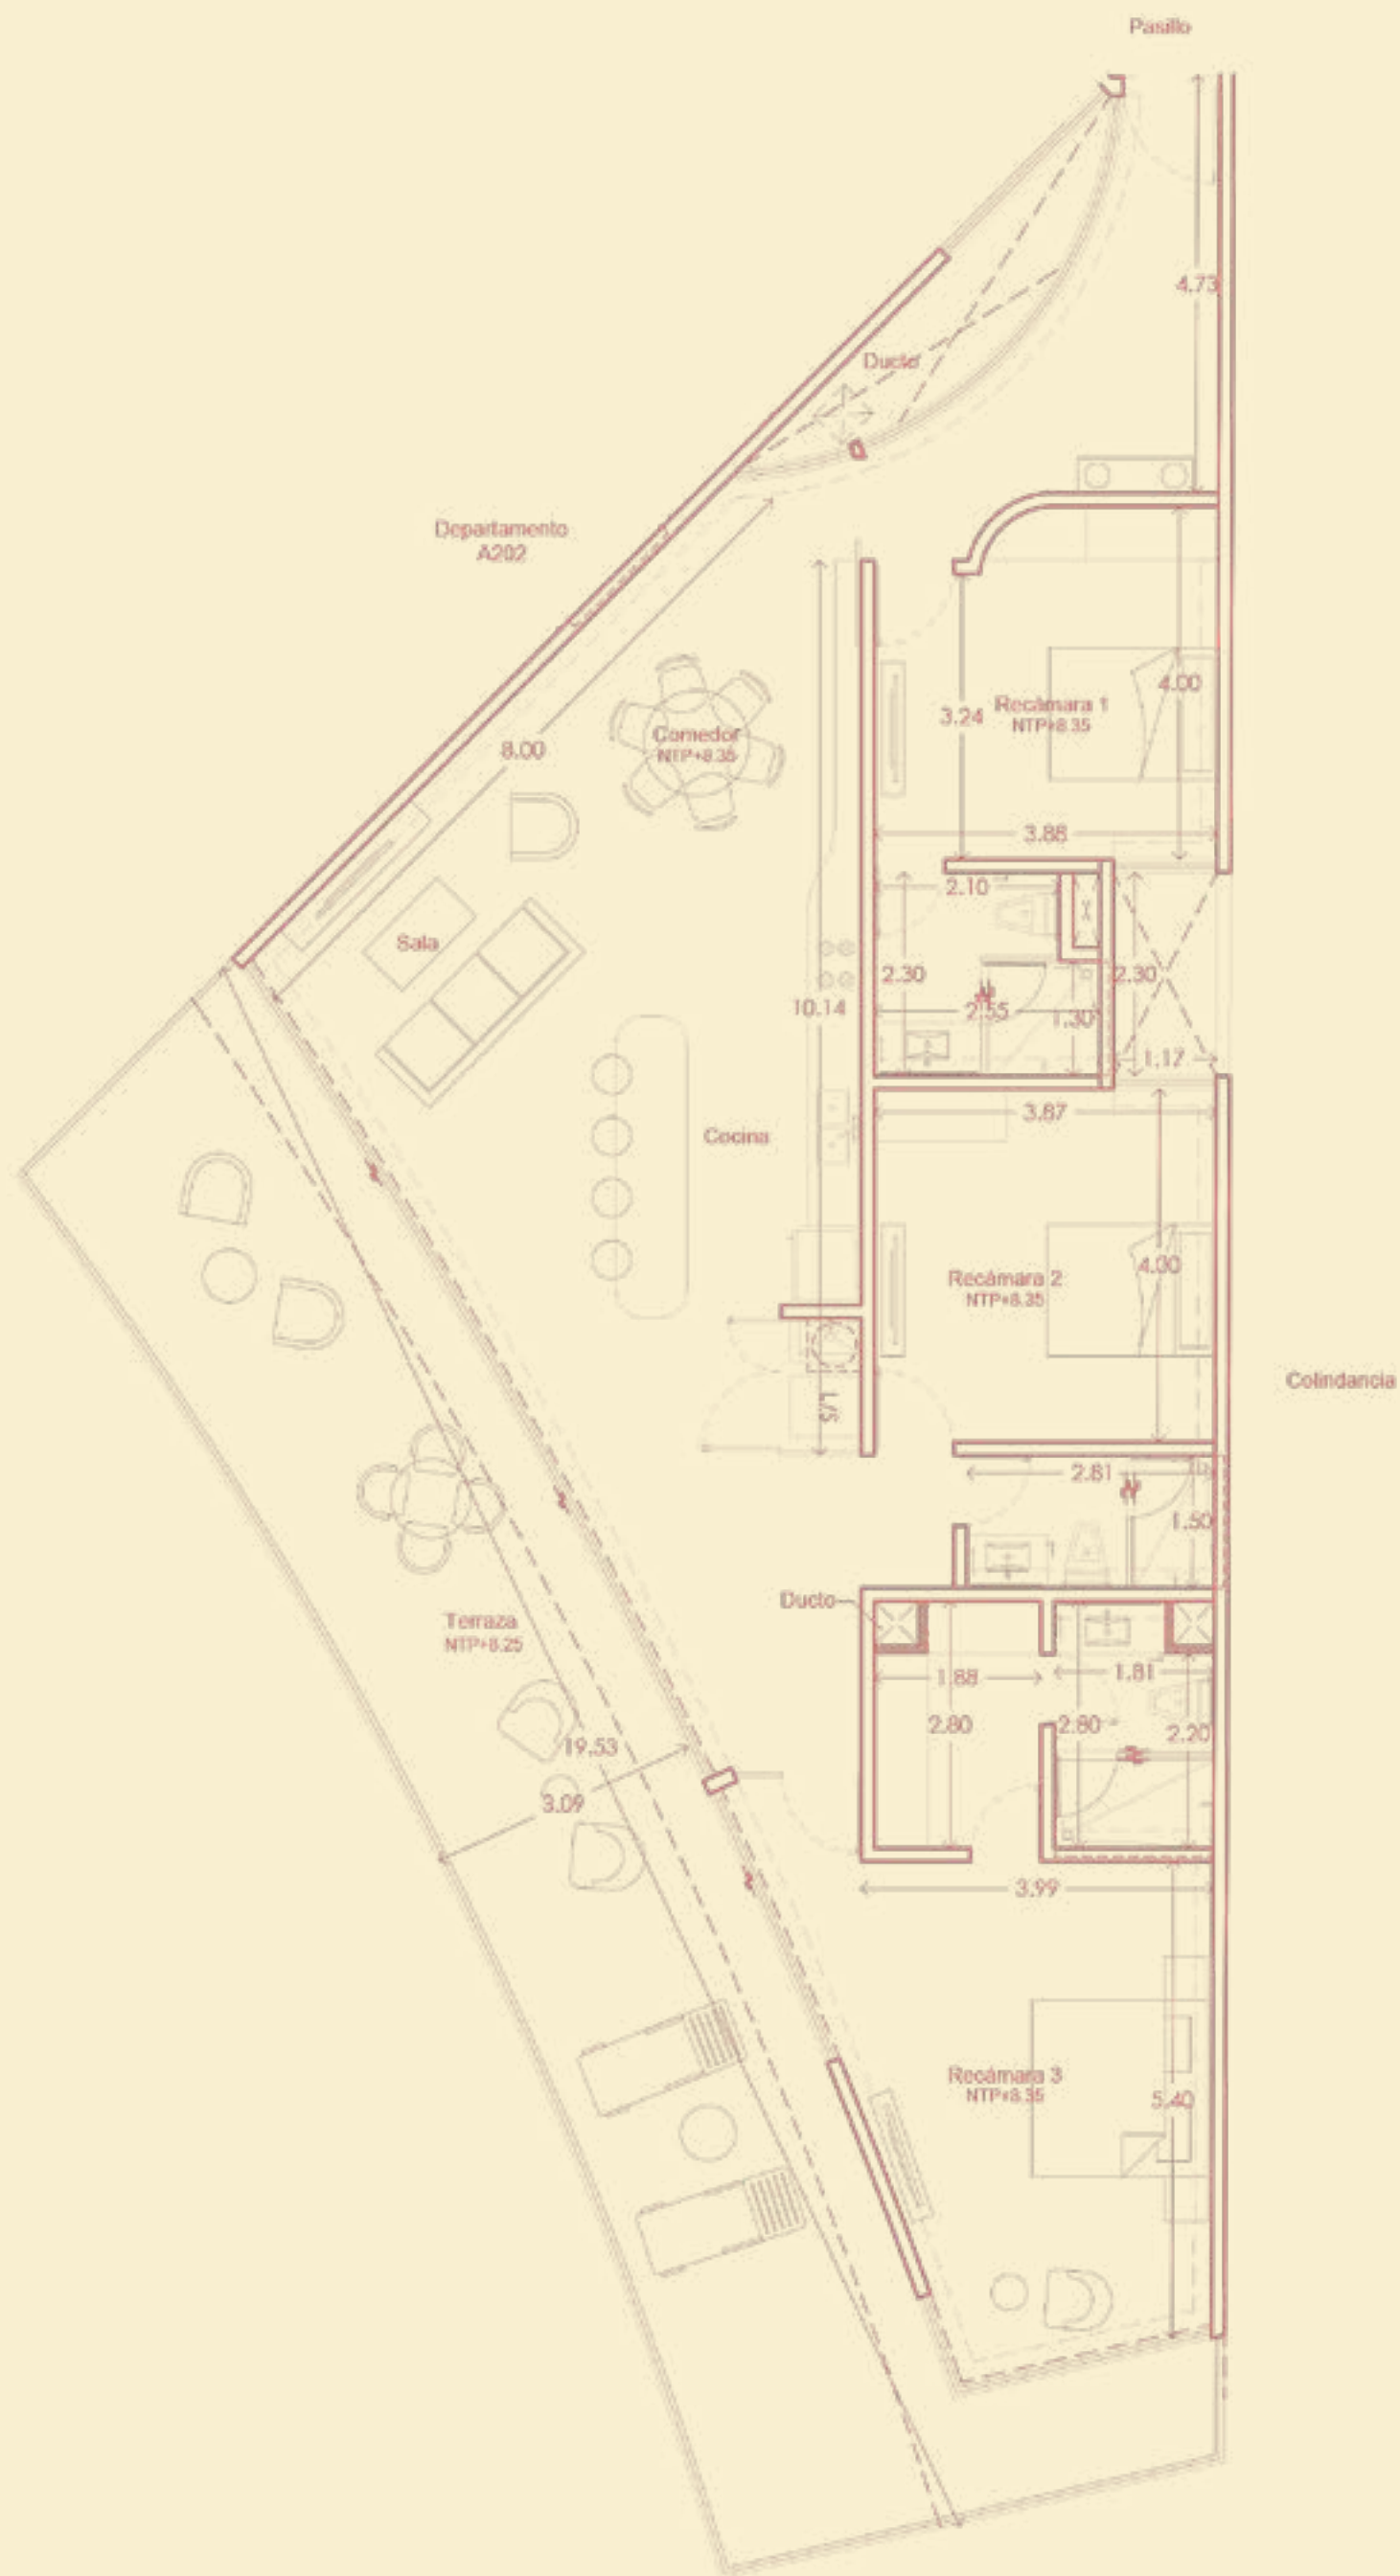 Pasillo
4.73
Ducto
Departamento
A202
4.00
Recámara 1
NTP+8.35
3.24
Comedor
NTP+8.35
8.00
3.88
2.10
Sala
2.30
2.30
10.14
2.55
1.30
1.17
3.87
Cocina
4.00
Recámara 2
NTP+8.35
Colindancia
L/S
2.81
1.50
Ducto
Terraza
NTP+8.25
1.88
1.81
2.80
2.80
2.20
19.53
3.09
3.99
Recámara 3
NTP+8.35
5.40